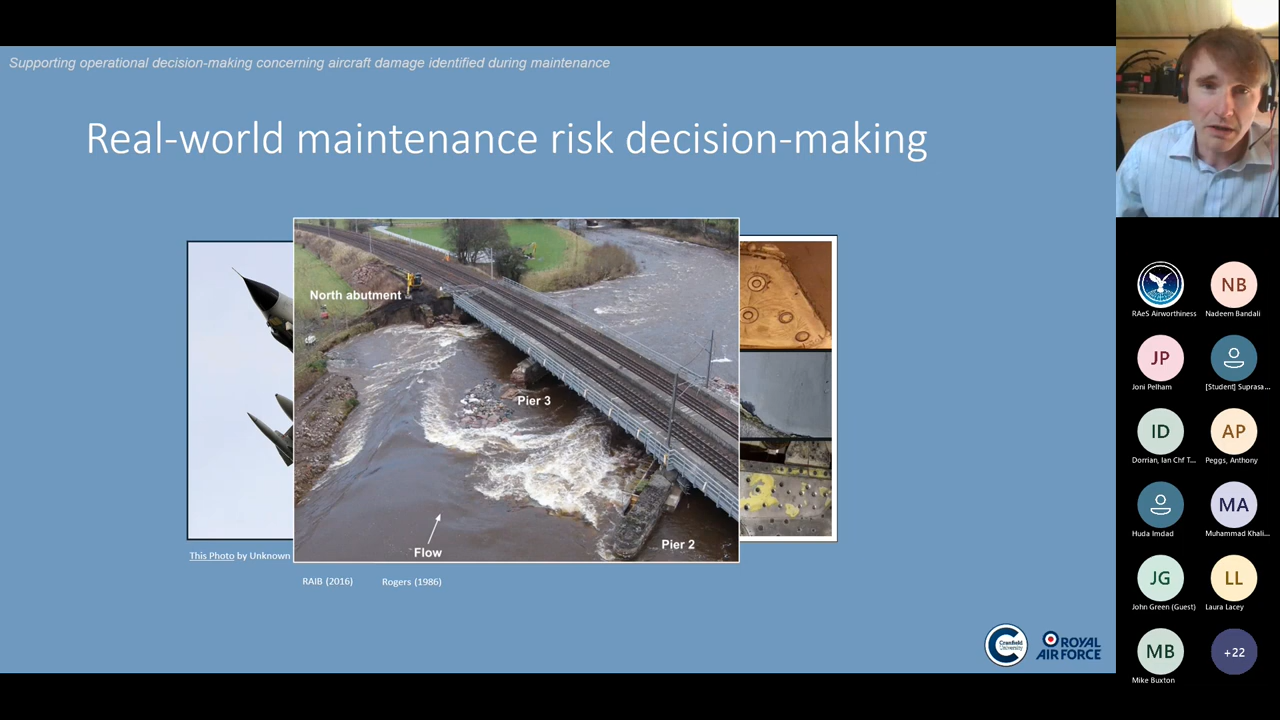 Supporting operational decision-making concerning aircraft damage identified during maintenance
Real-world maintenance risk decision-making
North abutment
Pier 3
Pier 2
Flow
This Photo by Unknown
RAIB (2016)
Rogers (1986)
Cranfield
University
ROYAL
AIR FORCE
RAeS Airworthiness
NB
Nadeem Bandali
JP
Joni Pelham
[Student] Suprasa...
ID
Dorrian, Ian Chf T...
AP
Peggs, Anthony
Huda Imdad
MA
Muhammad Khali...
JG
John Green (Guest)
LL
Laura Lacey
MB
Mike Buxton
+22